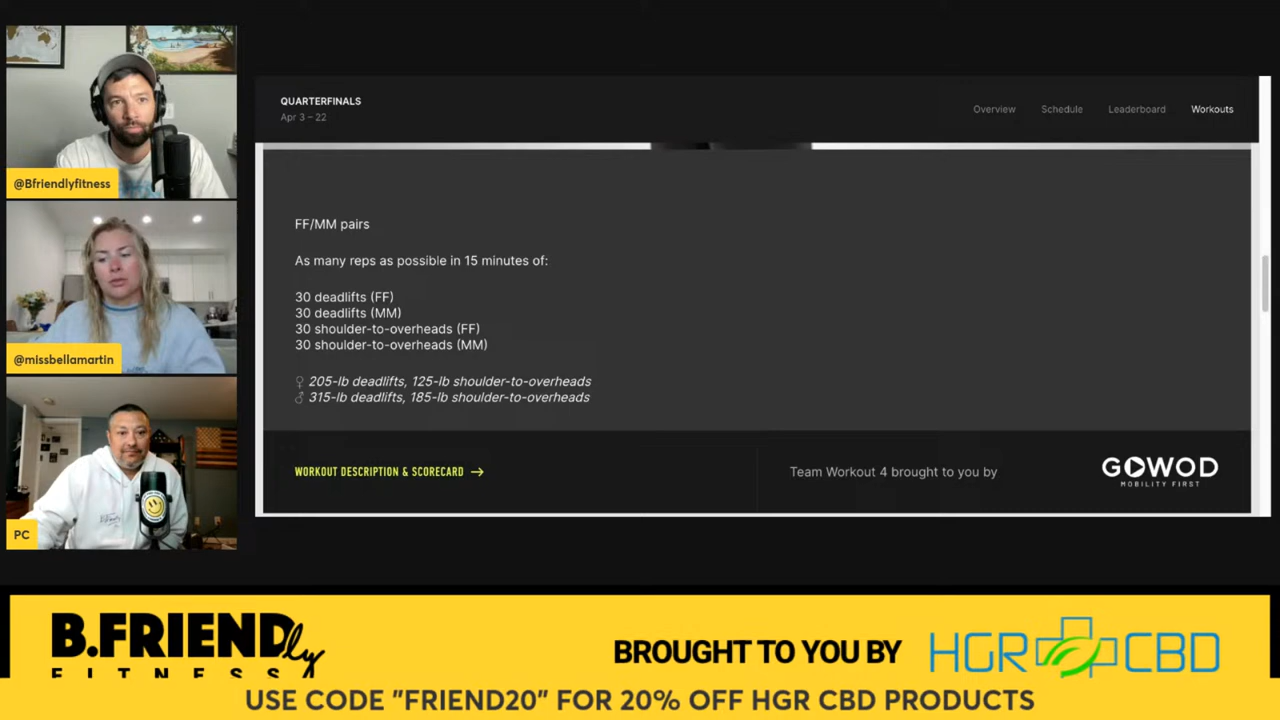 @Bfriendlyfitness
@missbellamartin
PC
QUARTERFINALS
Apr 3 – 22
Overview
Schedule
Leaderboard
Workouts
FF/MM pairs
As many reps as possible in 15 minutes of:
30 deadlifts (FF)
30 deadlifts (MM)
30 shoulder-to-overheads (FF)
30 shoulder-to-overheads (MM)
♀ 205-lb deadlifts, 125-lb shoulder-to-overheads
♂ 315-lb deadlifts, 185-lb shoulder-to-overheads
WORKOUT DESCRIPTION & SCORECARD →
Team Workout 4 brought to you by
GOWOD
MOBILITY FIRST
B.FRIENDly
FITNESS
BROUGHT TO YOU BY
HGR CBD
USE CODE "FRIEND20" FOR 20% OFF HGR CBD PRODUCTS